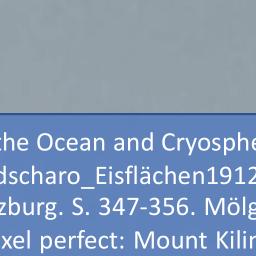 the Ocean and Cryosphe
dscharo_Eisflächen1912
zburg. S. 347-356. Mölg
xel perfect: Mount Kilin